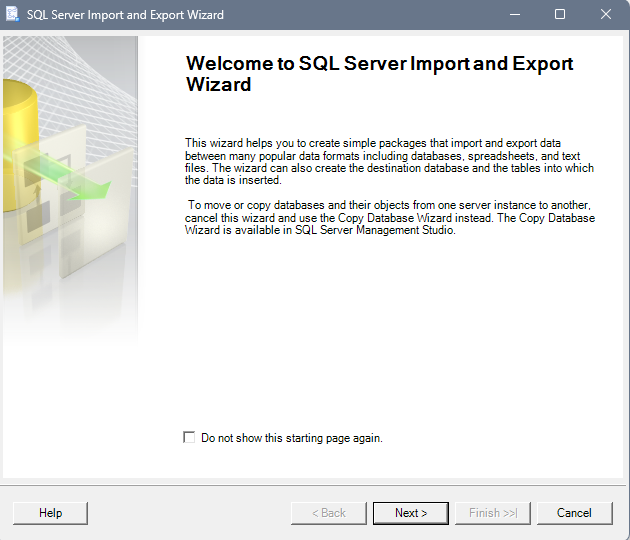 SQL Server Import and Export Wizard
Welcome to SQL Server Import and Export
Wizard
This wizard helps you to create simple packages that import and export data
between many popular data formats including databases, spreadsheets, and text
files. The wizard can also create the destination database and the tables into which
the data is inserted.
To move or copy databases and their objects from one server instance to another,
cancel this wizard and use the Copy Database Wizard instead. The Copy Database
Wizard is available in SQL Server Management Studio.
Do not show this starting page again.
Help
< Back
Next >
Finish >>|
Cancel